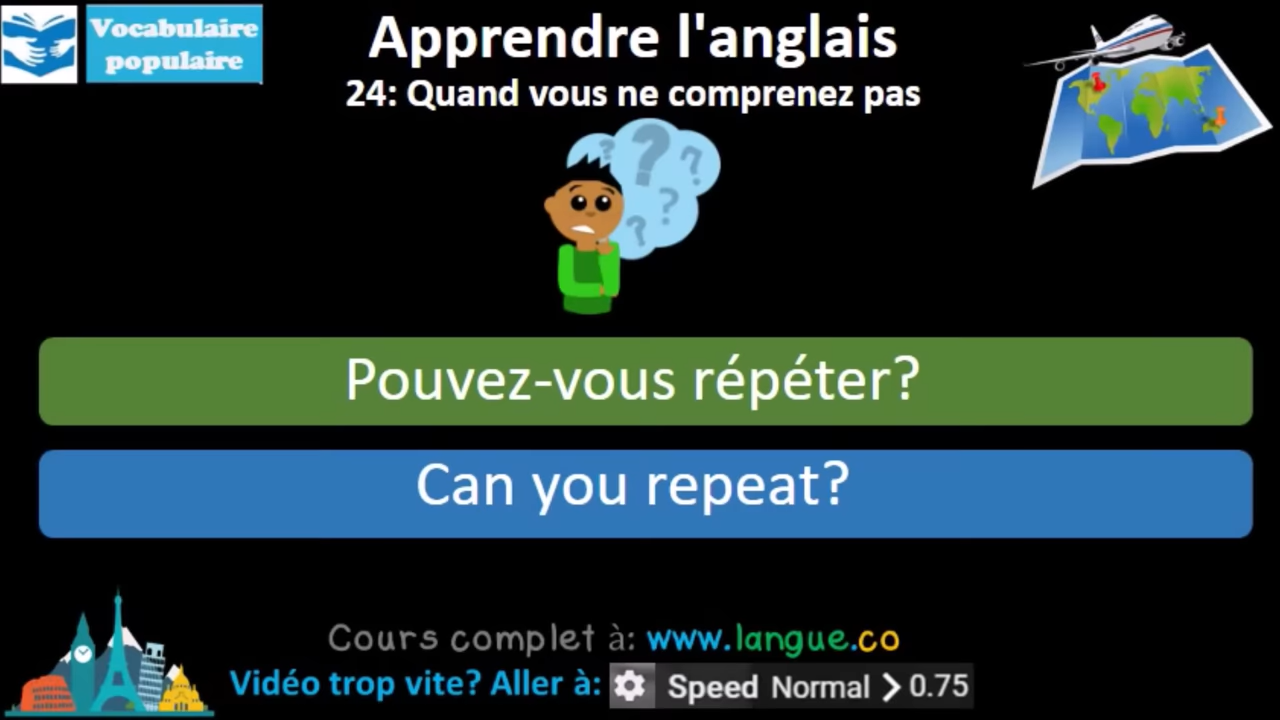 Vocabulaire
populaire
Apprendre l'anglais
24: Quand vous ne comprenez pas
? ? ? ? ?
Pouvez-vous répéter?
Can you repeat?
Cours complet à: www.langue.co
Vidéo trop vite? Aller à: Speed Normal > 0.75